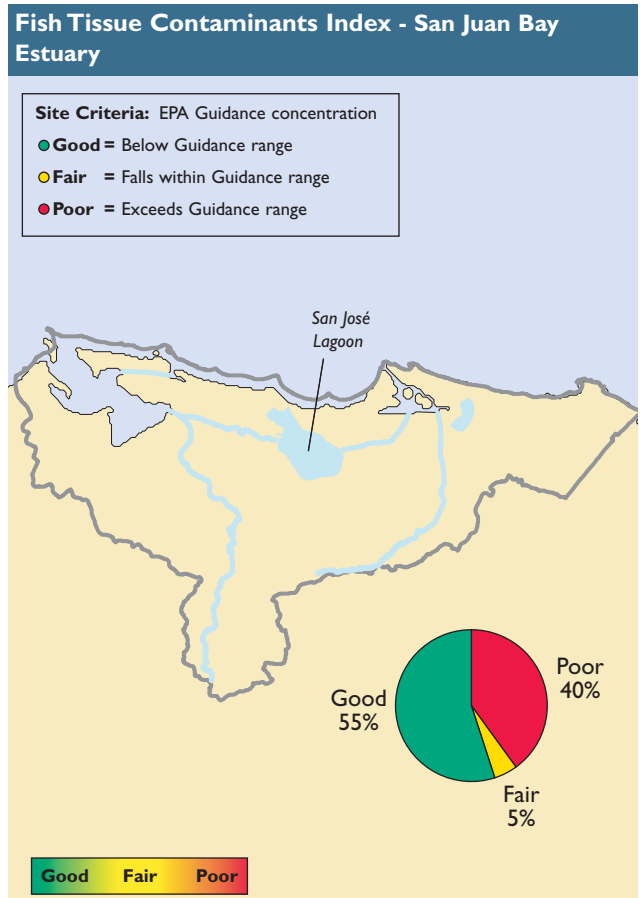 Fish Tissue Contaminants Index - San Juan Bay
Estuary
Site Criteria: EPA Guidance concentration
Good = Below Guidance range
Fair = Falls within Guidance range
Poor = Exceeds Guidance range
San José
Lagoon
Poor
40%
Good
55%
Fair
5%
Good Fair Poor